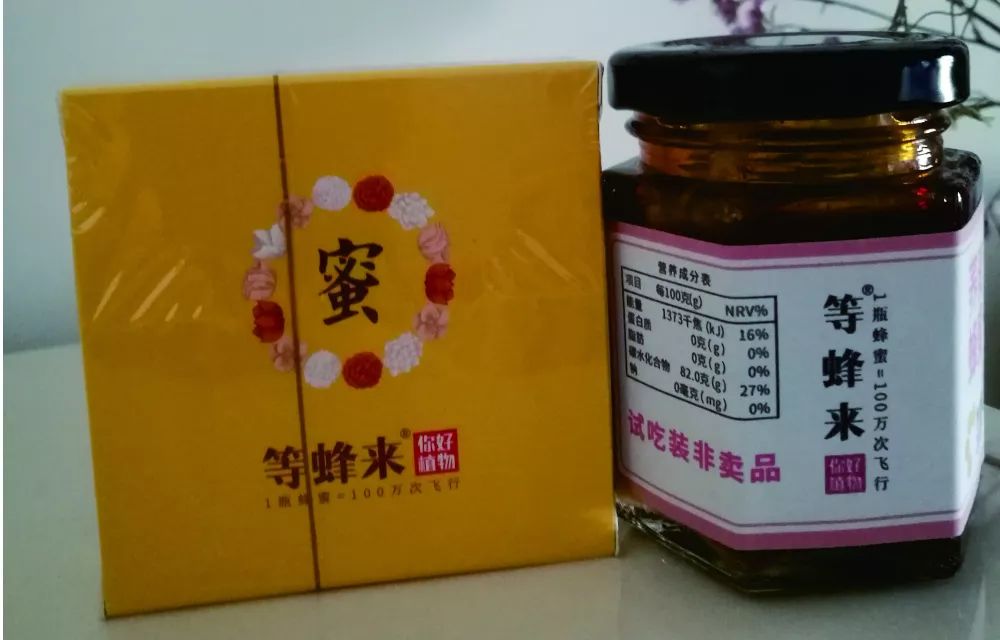 蜜
等蜂来®
你好
植物
1瓶蜂蜜=100万次飞行
营养成分表
项目 每100克(g) NRV%
能量 1373千焦(kJ) 16%
蛋白质 0克(g) 0%
脂肪 0克(g) 0%
碳水化合物 82.0克(g) 27%
钠 0毫克(mg) 0%
试吃装非卖品
等蜂来®
1瓶蜂蜜=100万次飞行
你好
植物